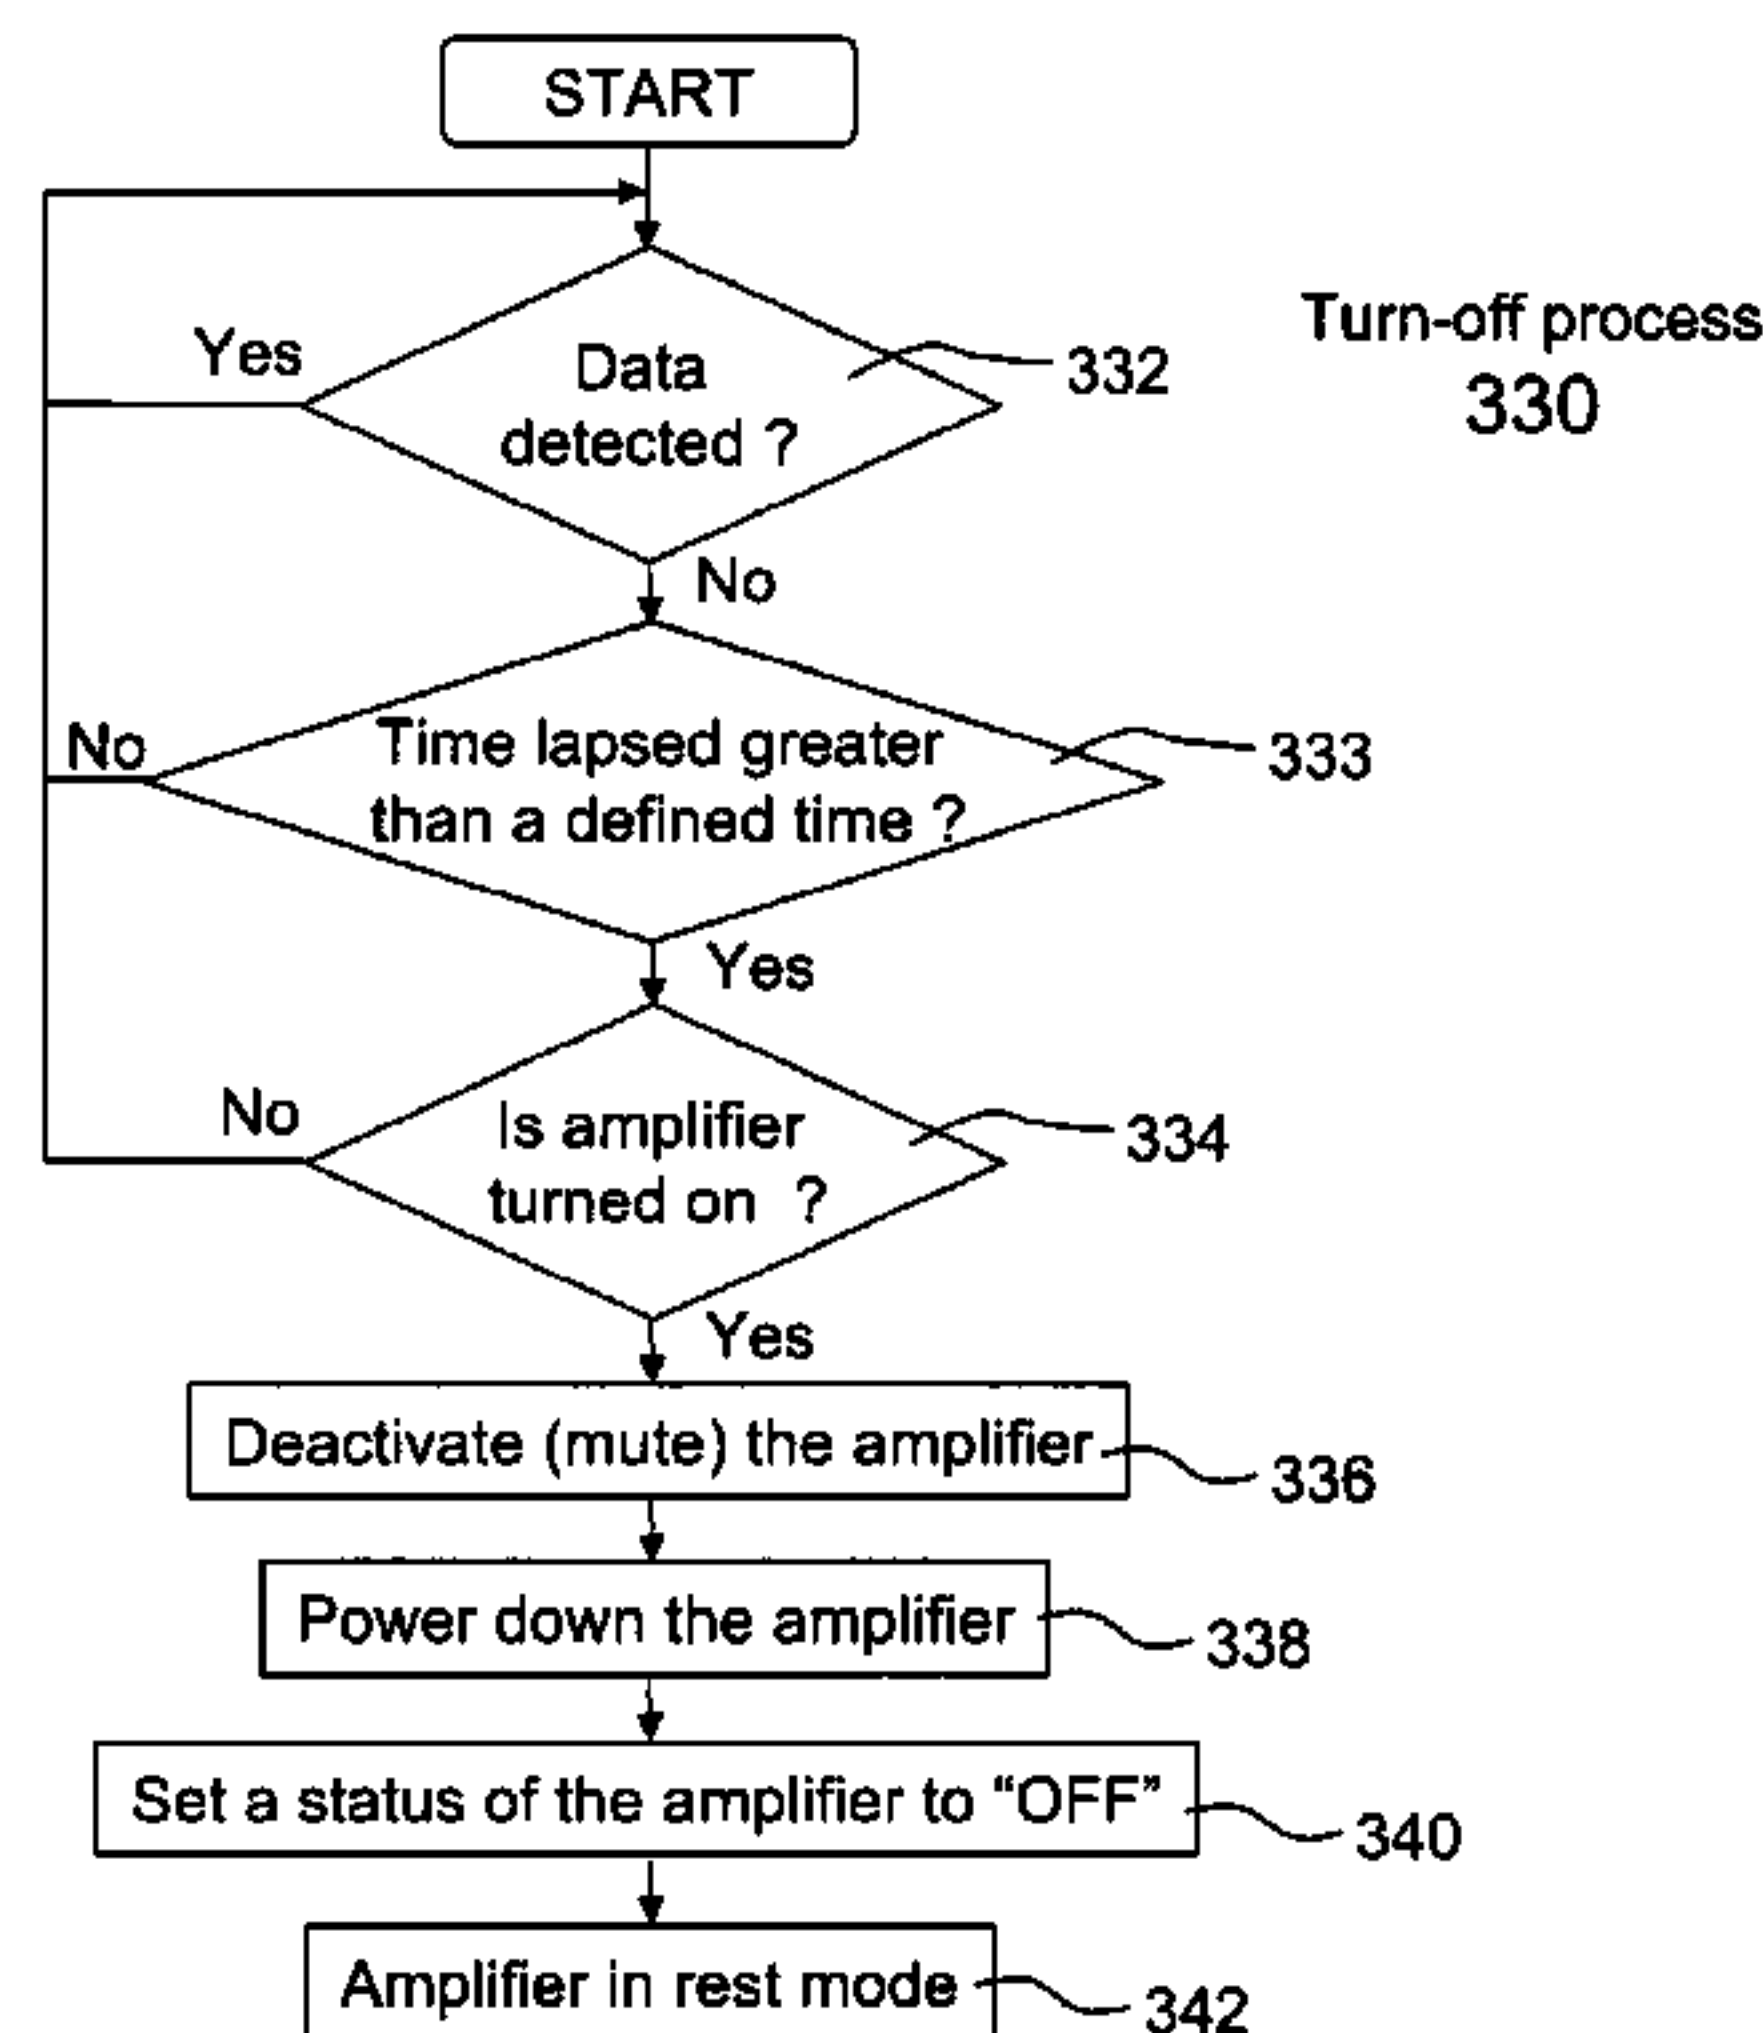 START
Turn-off process
330
Yes
Data
detected ?
332
No
No
Time lapsed greater
than a defined time ?
333
Yes
No
Is amplifier
turned on ?
334
Yes
Deactivate (mute) the amplifier
336
Power down the amplifier
338
Set a status of the amplifier to “OFF”
340
Amplifier in rest mode
342